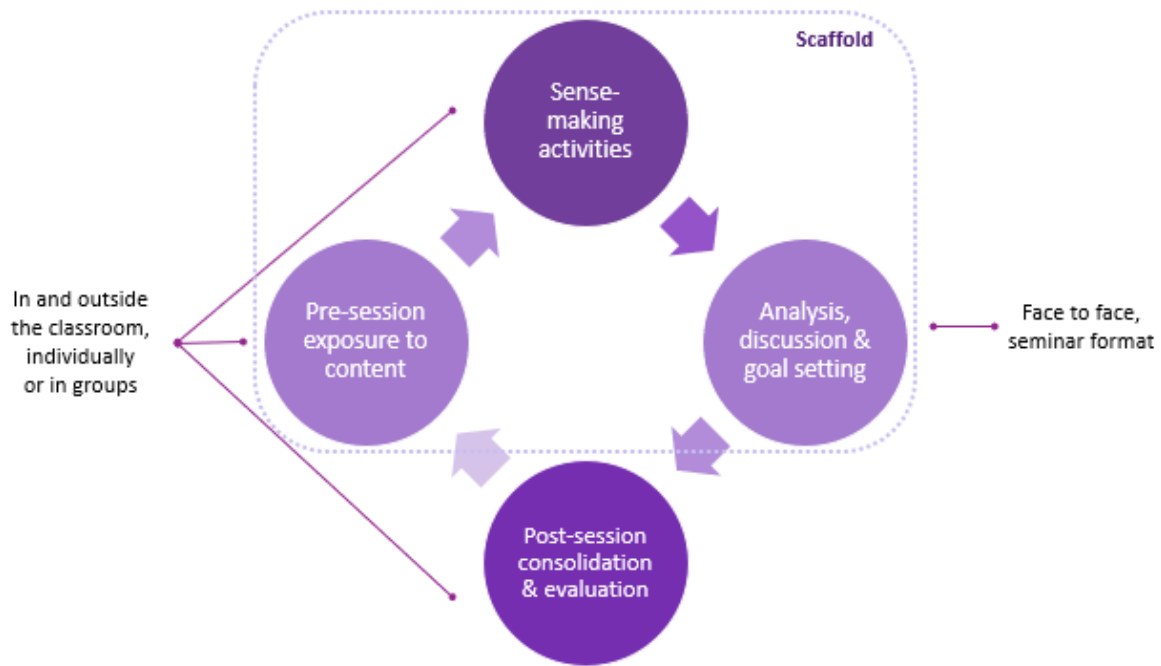 Scaffold
Sense-
making
activities
In and outside
the classroom,
individually
or in groups
Pre-session
exposure to
content
Analysis,
discussion &
goal setting
Face to face,
seminar format
Post-session
consolidation
& evaluation